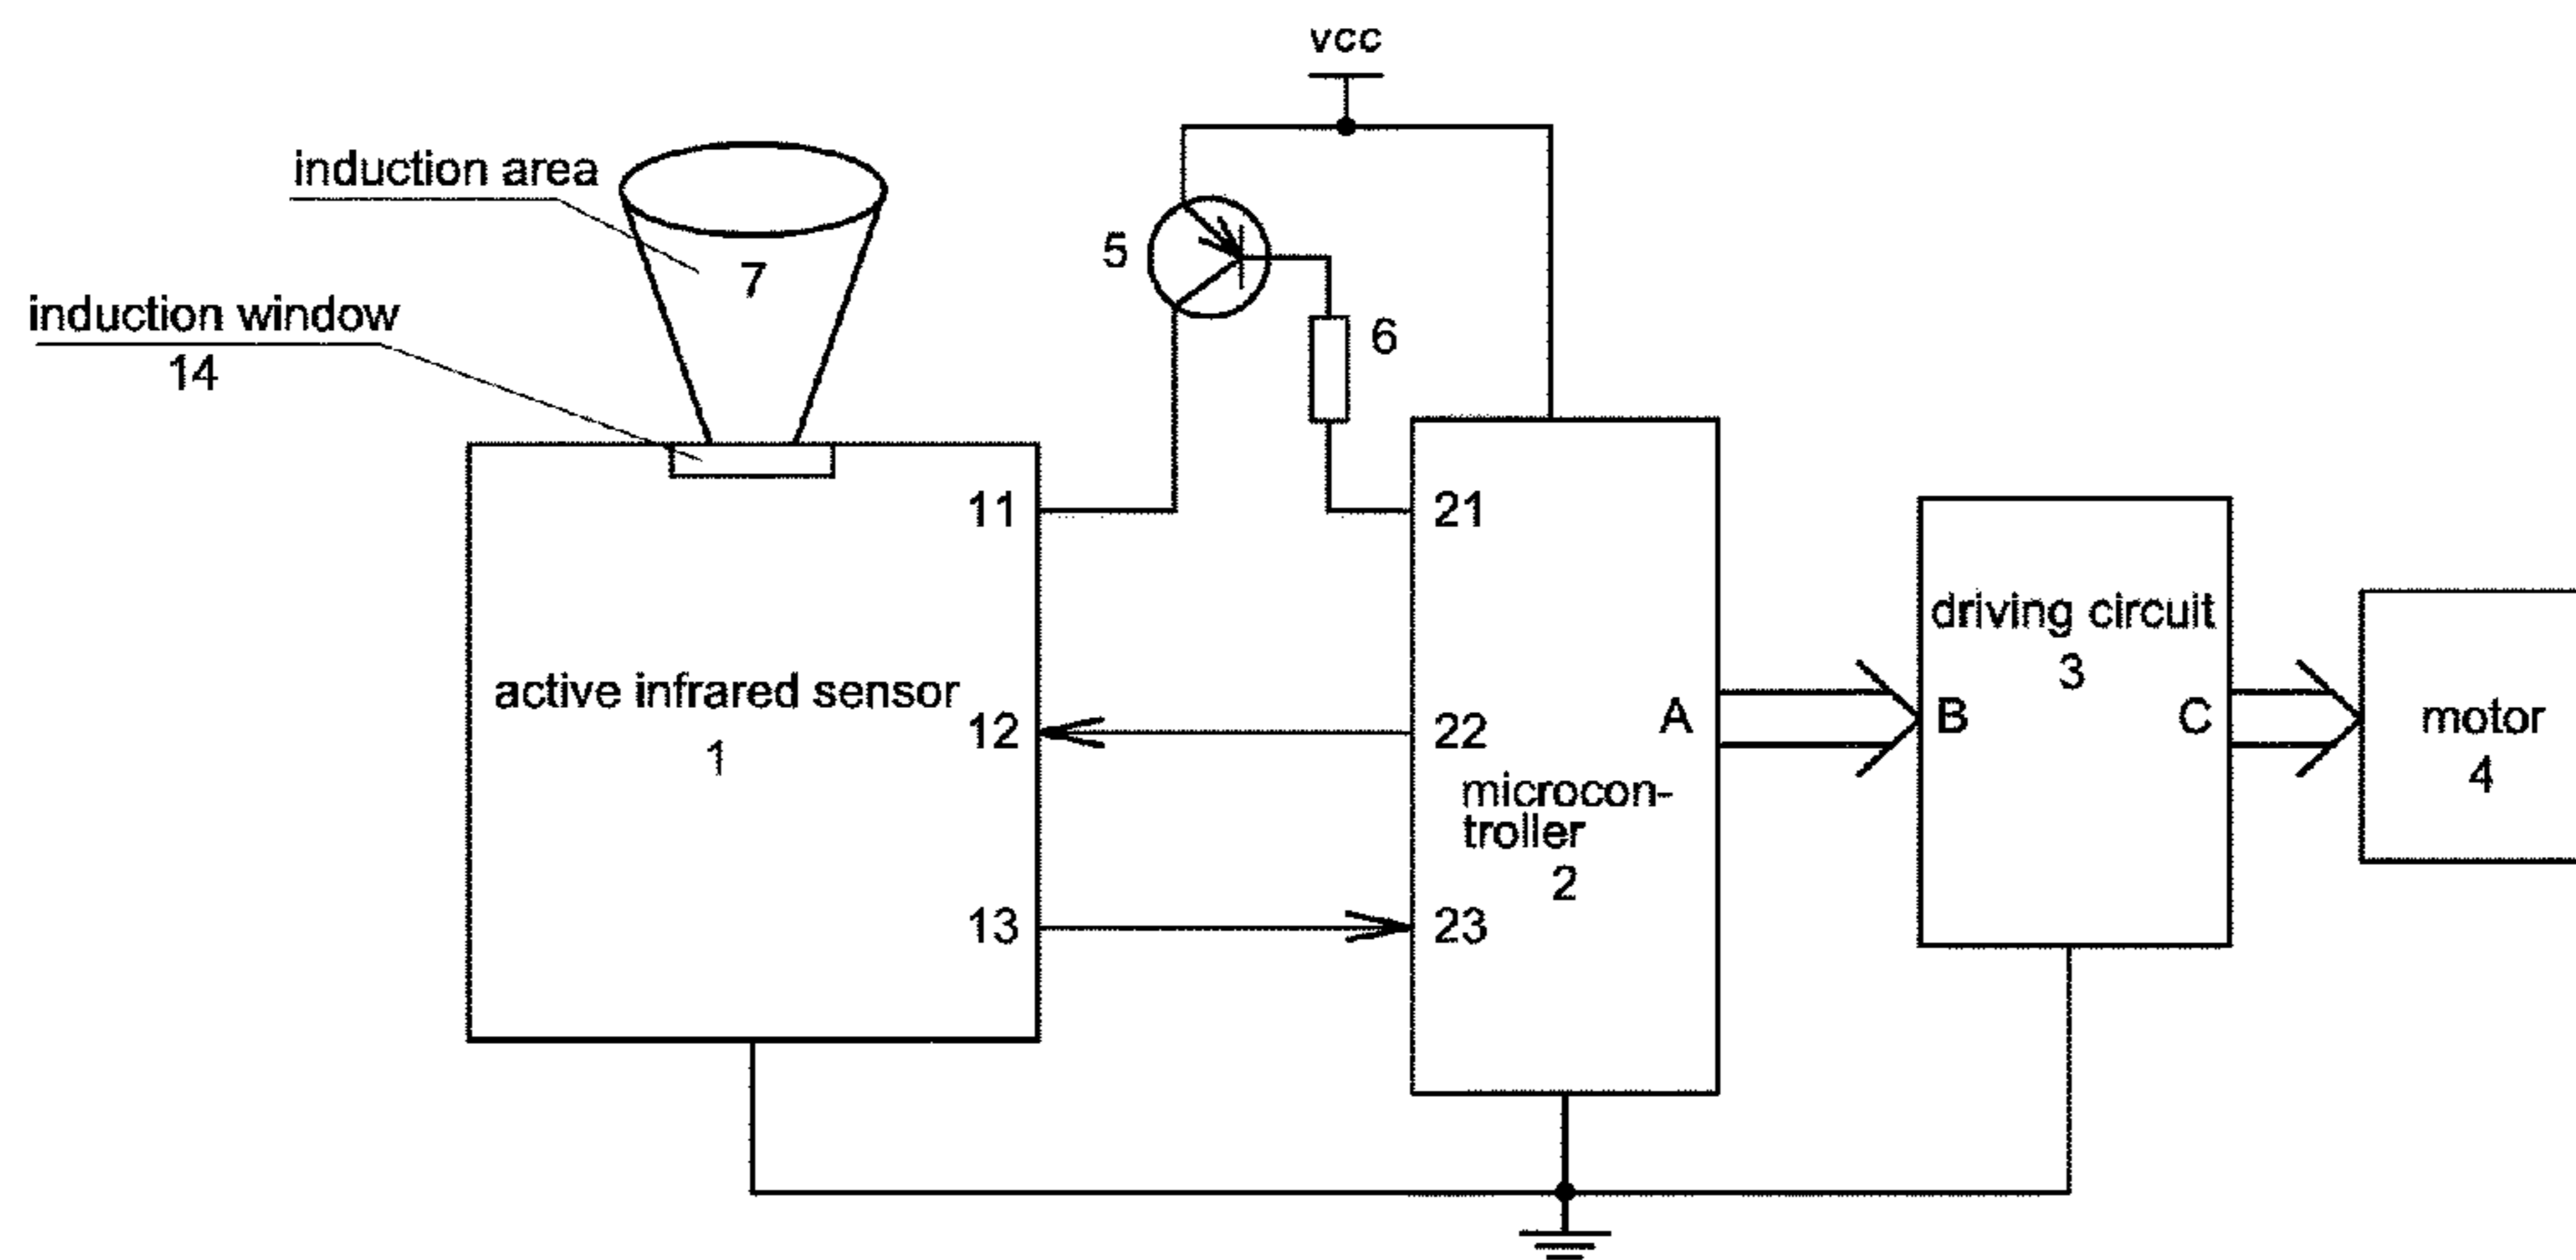 vcc
induction area
7
induction window
14
5
6
11
21
active infrared sensor
1
12
22
microcon-
troller
2
A
13
23
driving circuit
3
B
C
motor
4